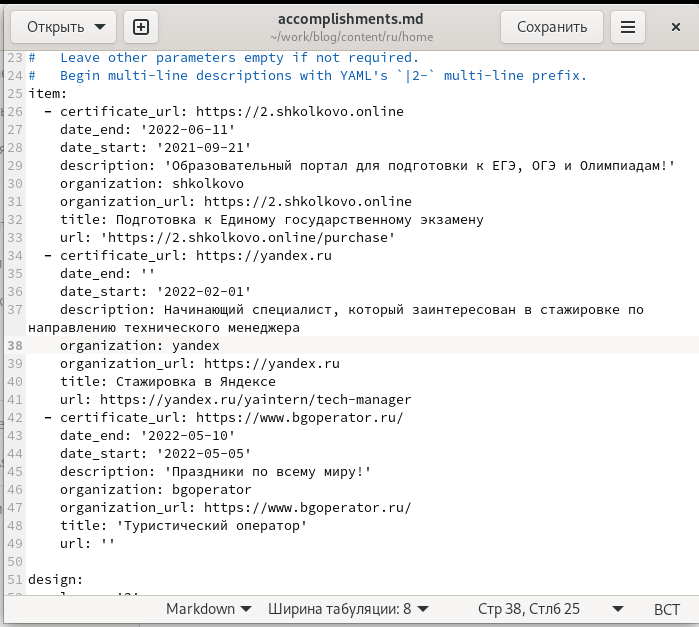 Открыть
accomplishments.md
~/work/blog/content/ru/home
Сохранить
23 #   Leave other parameters empty if not required.
24 #   Begin multi-line descriptions with YAML's `|2-` multi-line prefix.
25 item:
26   - certificate_url: https://2.shkolkovo.online
27     date_end: '2022-06-11'
28     date_start: '2021-09-21'
29     description: 'Образовательный портал для подготовки к ЕГЭ, ОГЭ и Олимпиадам!'
30     organization: shkolkovo
31     organization_url: https://2.shkolkovo.online
32     title: Подготовка к Единому государственному экзамену
33     url: 'https://2.shkolkovo.online/purchase'
34   - certificate_url: https://yandex.ru
35     date_end: ''
36     date_start: '2022-02-01'
37     description: Начинающий специалист, который заинтересован в стажировке по
направлению технического менеджера
38     organization: yandex
39     organization_url: https://yandex.ru
40     title: Стажировка в Яндексе
41     url: https://yandex.ru/yaintern/tech-manager
42   - certificate_url: https://www.bgoperator.ru/
43     date_end: '2022-05-10'
44     date_start: '2022-05-05'
45     description: 'Праздники по всему миру!'
46     organization: bgoperator
47     organization_url: https://www.bgoperator.ru/
48     title: 'Туристический оператор'
49     url: ''
50
51 design:
Markdown
Ширина табуляции: 8
Стр 38, Стлб 25
ВСТ